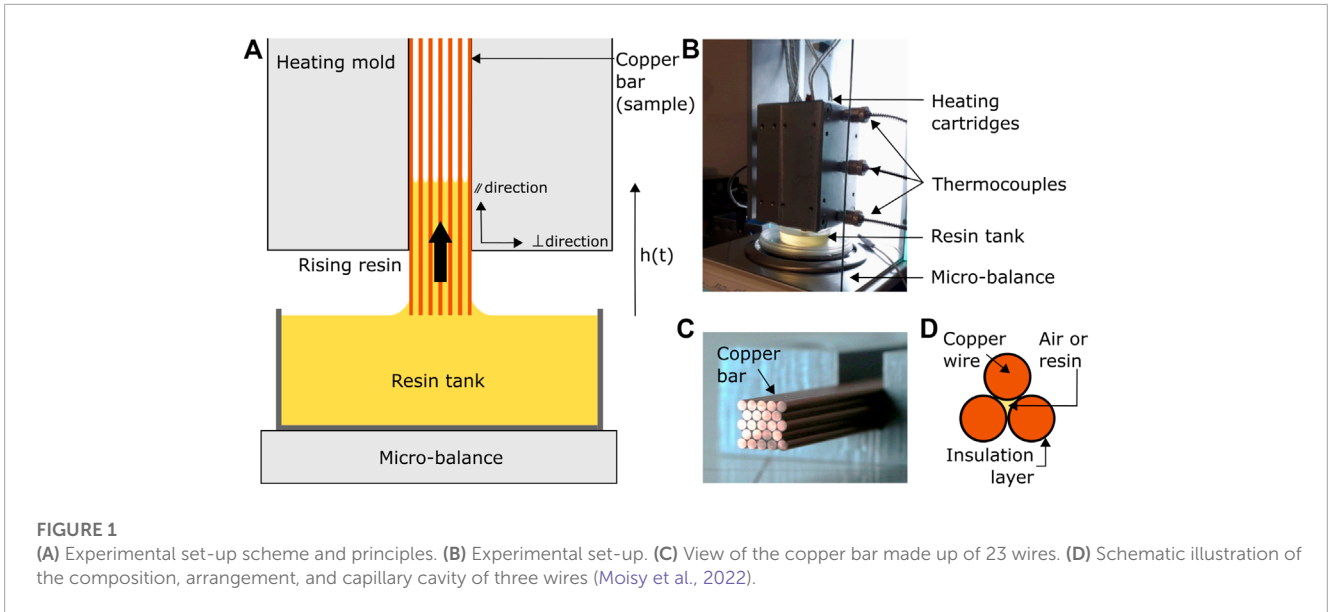 A
Heating mold
Copper
bar
(sample)
∕∕ direction
⊥direction
h(t)
Rising resin
Resin tank
Micro-balance
B
Heating
cartridges
Thermocouples
Resin tank
Micro-balance
C
Copper
bar
D
Copper
wire
Air or
resin
Insulation
layer
FIGURE 1
(A) Experimental set-up scheme and principles. (B) Experimental set-up. (C) View of the copper bar made up of 23 wires. (D) Schematic illustration of
the composition, arrangement, and capillary cavity of three wires (Moisy et al., 2022).